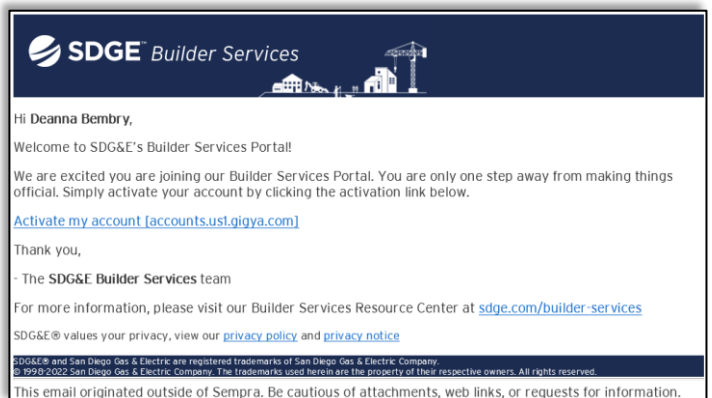 SDGE™ Builder Services
Hi Deanna Bembry,
Welcome to SDG&E's Builder Services Portal!
We are excited you are joining our Builder Services Portal. You are only one step away from making things
official. Simply activate your account by clicking the activation link below.
Activate my account [accounts.us1.gigya.com]
Thank you,
- The SDG&E Builder Services team
For more information, please visit our Builder Services Resource Center at sdge.com/builder-services
SDG&E® values your privacy, view our privacy policy and privacy notice
SDG&E® and San Diego Gas & Electric are registered trademarks of San Diego Gas & Electric Company.
© 1998-2022 San Diego Gas & Electric Company. The trademarks used herein are the property of their respective owners. All rights reserved.
This email originated outside of Sempra. Be cautious of attachments, web links, or requests for information.